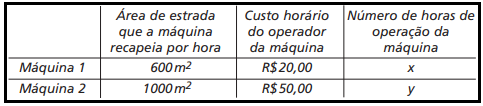 Área de estrada Custo horário Número de horas de
que a máquina do operador operação da
recapeia por hora da máquina máquina
Máquina 1 600 m² R$20,00 x
Máquina 2 1000 m² R$50,00 y